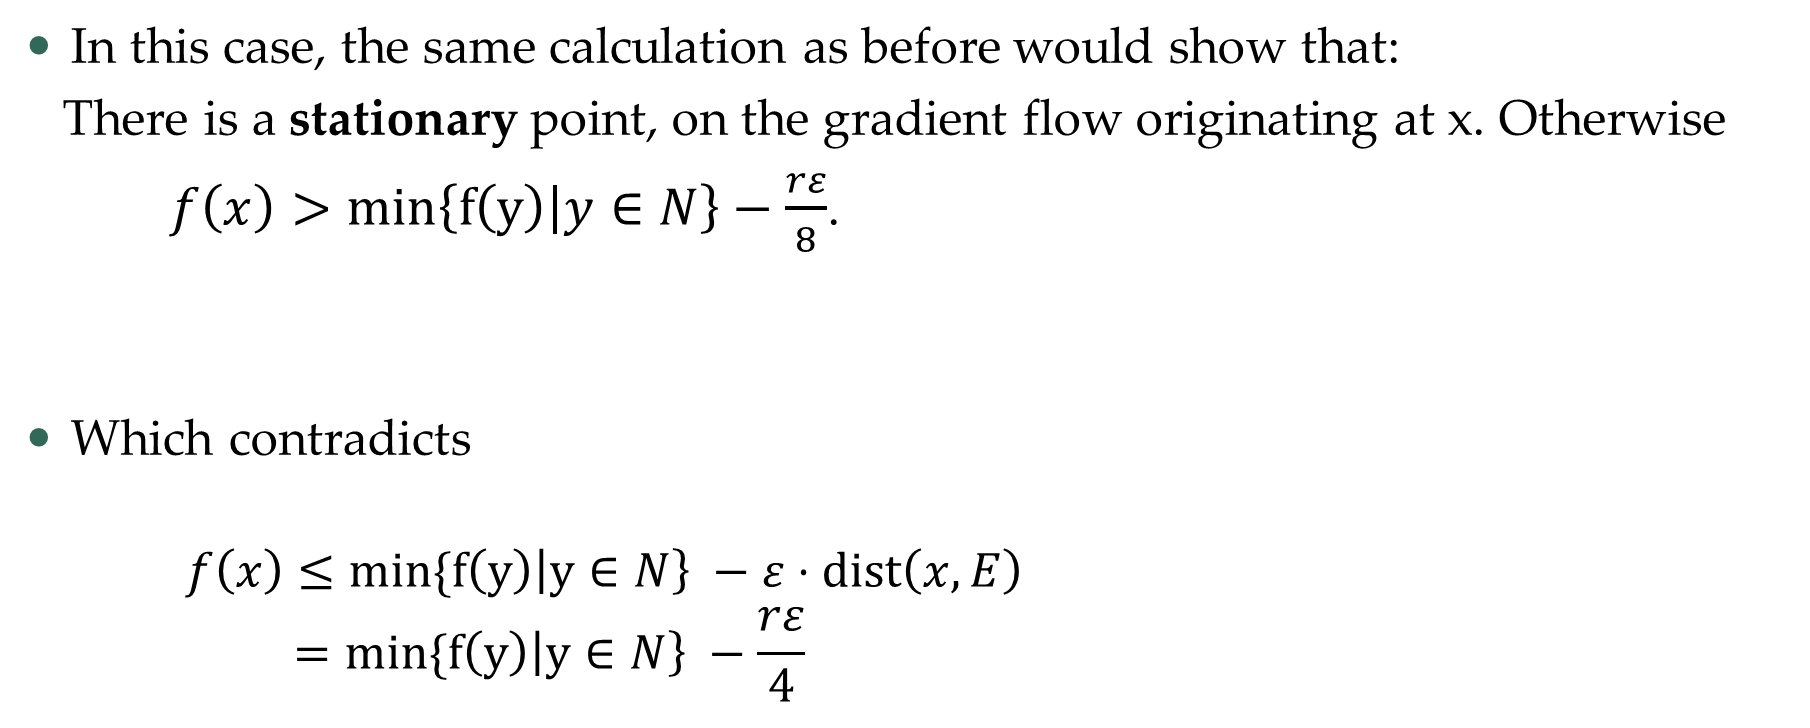 • In this case, the same calculation as before would show that:
There is a stationary point, on the gradient flow originating at x. Otherwise
f(x) > min{f(y)|y ∈ N} − rε/8.
• Which contradicts
f(x) ≤ min{f(y)|y ∈ N} − ε · dist(x, E)
= min{f(y)|y ∈ N} − rε/4